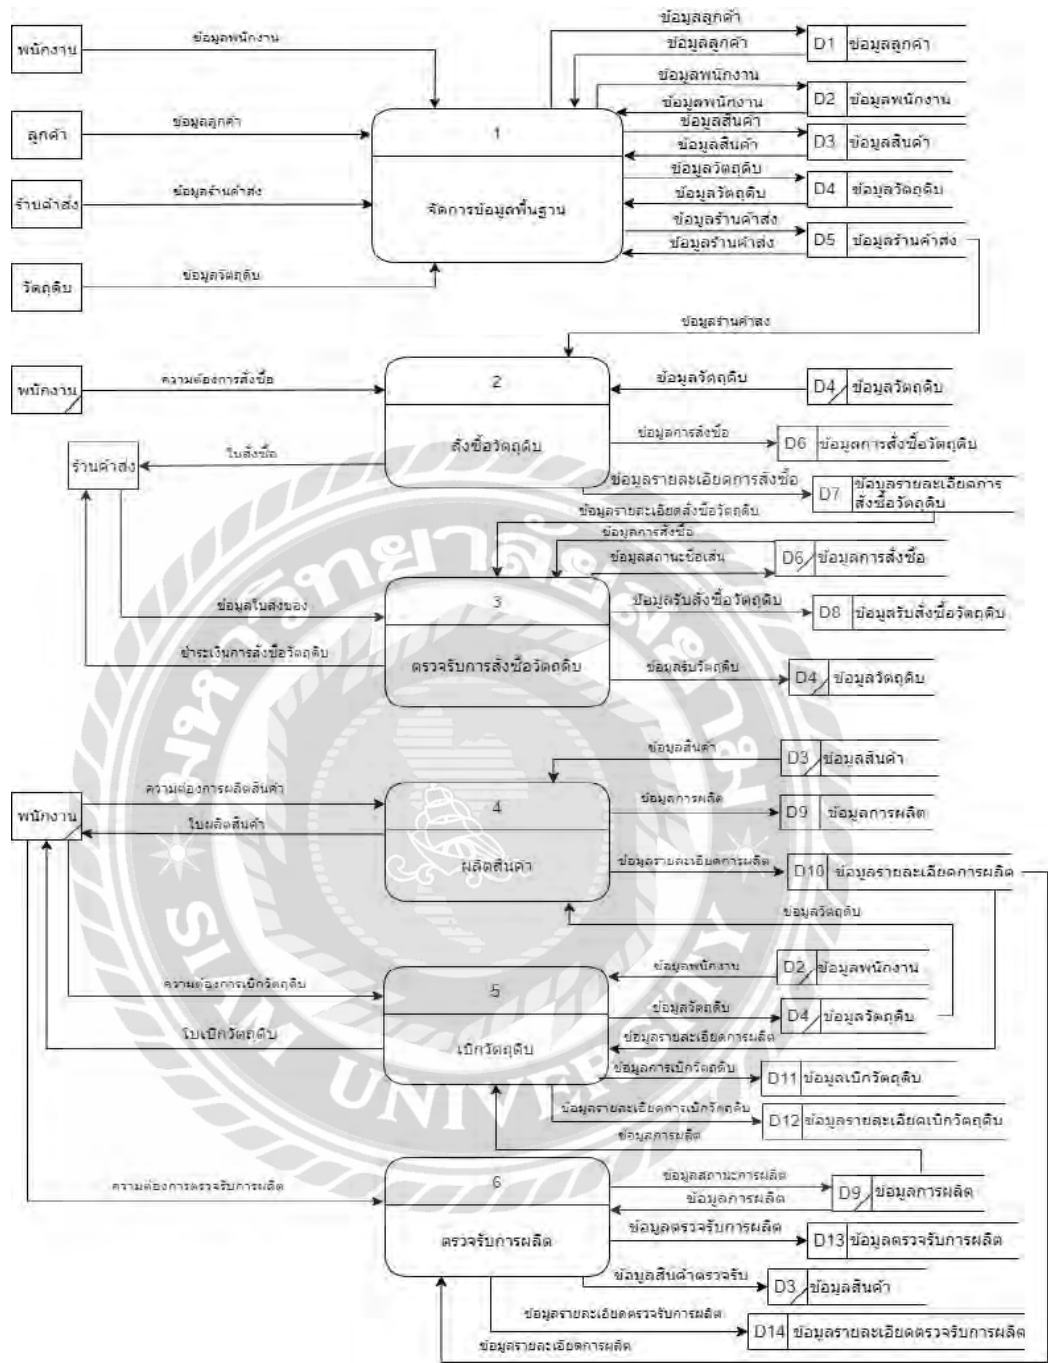 ข้อมูลลูกค้า
พนักงาน
ข้อมูลพนักงาน
ข้อมูลลูกค้า
D1 ข้อมูลลูกค้า
ข้อมูลพนักงาน
ข้อมูลพนักงาน
D2 ข้อมูลพนักงาน
ลูกค้า
ข้อมูลลูกค้า
1
ข้อมูลสินค้า
ข้อมูลสินค้า
D3 ข้อมูลสินค้า
ข้อมูลวัตถุดิบ
ร้านค้าส่ง
ข้อมูลร้านค้าส่ง
ข้อมูลวัตถุดิบ
D4 ข้อมูลวัตถุดิบ
จัดการข้อมูลพื้นฐาน
ข้อมูลร้านค้าส่ง
ข้อมูลร้านค้าส่ง
D5 ข้อมูลร้านค้าส่ง
วัตถุดิบ
ข้อมูลวัตถุดิบ
ข้อมูลร้านค้าส่ง
พนักงาน
ความต้องการสั่งซื้อ
2
ข้อมูลวัตถุดิบ
D4 ข้อมูลวัตถุดิบ
สั่งซื้อวัตถุดิบ
ข้อมูลการสั่งซื้อ
D6 ข้อมูลการสั่งซื้อวัตถุดิบ
ร้านค้าส่ง
ใบสั่งซื้อ
ข้อมูลรายละเอียดการสั่งซื้อ
D7 ข้อมูลรายละเอียดการ
สั่งซื้อวัตถุดิบ
ข้อมูลรายละเอียดสั่งซื้อวัตถุดิบ
ข้อมูลการสั่งซื้อ
D6 ข้อมูลการสั่งซื้อ
3
ข้อมูลใบส่งของ
ข้อมูลรับสั่งซื้อวัตถุดิบ
D8 ข้อมูลรับสั่งซื้อวัตถุดิบ
ชำระเงินการสั่งซื้อวัตถุดิบ
ตรวจรับการสั่งซื้อวัตถุดิบ
ข้อมูลรับวัตถุดิบ
D4 ข้อมูลวัตถุดิบ
ข้อมูลสินค้า
D3 ข้อมูลสินค้า
ความต้องการผลิตสินค้า
พนักงาน
ใบผลิตสินค้า
4
ข้อมูลการผลิต
D9 ข้อมูลการผลิต
ผลิตสินค้า
ข้อมูลรายละเอียดการผลิต
D10 ข้อมูลรายละเอียดการผลิต
ข้อมูลวัตถุดิบ
ความต้องการเบิกวัตถุดิบ
5
ข้อมูลพนักงาน
D2 ข้อมูลพนักงาน
ใบเบิกวัตถุดิบ
เบิกวัตถุดิบ
ข้อมูลวัตถุดิบ
D4 ข้อมูลวัตถุดิบ
ข้อมูลรายละเอียดการผลิต
ข้อมูลการเบิกวัตถุดิบ
D11 ข้อมูลเบิกวัตถุดิบ
ข้อมูลรายละเอียดการเบิกวัตถุดิบ
D12 ข้อมูลรายละเอียดเบิกวัตถุดิบ
ข้อมูลการผลิต
ความต้องการตรวจรับการผลิต
6
ข้อมูลสถานะการผลิต
ข้อมูลการผลิต
D9 ข้อมูลการผลิต
ตรวจรับการผลิต
ข้อมูลตรวจรับการผลิต
D13 ข้อมูลตรวจรับการผลิต
ข้อมูลสินค้าตรวจรับ
D3 ข้อมูลสินค้า
ข้อมูลรายละเอียดตรวจรับการผลิต
D14 ข้อมูลรายละเอียดตรวจรับการผลิต
ข้อมูลรายละเอียดการผลิต
มหาวิทยาลัยสยาม
SIAM UNIVERSITY